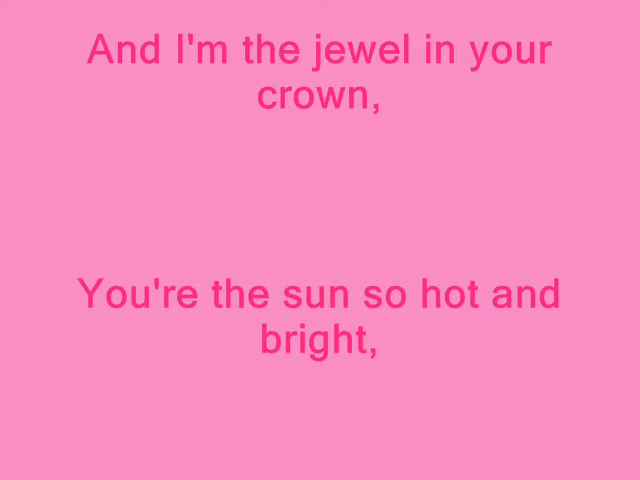 And I'm the jewel in your
crown,
You're the sun so hot and
bright,